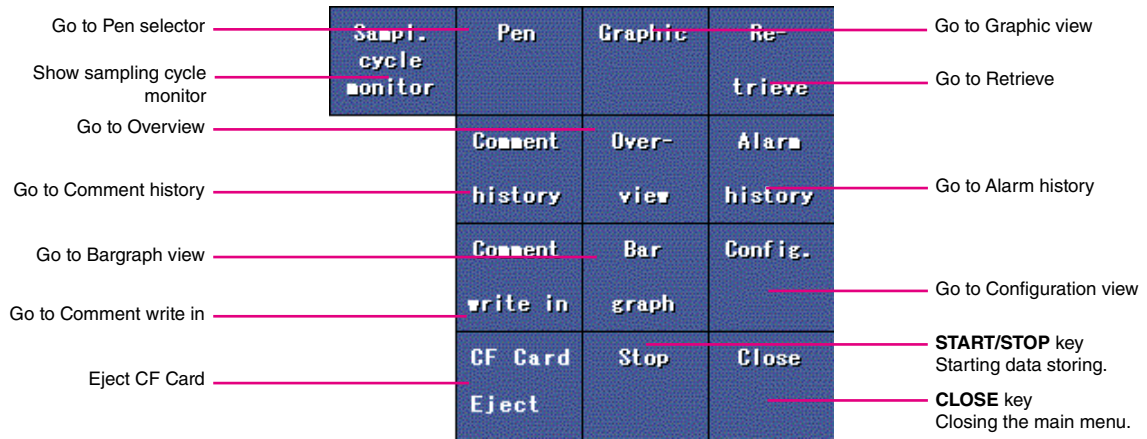 Go to Pen selector
Show sampling cycle
monitor
Go to Overview
Go to Comment history
Go to Bargraph view
Go to Comment write in
Eject CF Card
Sampl.
cycle
monitor
Pen
Graphic
Re-
trieve
Comment
history
Over-
view
Alarm
history
Comment
write in
Bar
graph
Config.
CF Card
Eject
Stop
Close
Go to Graphic view
Go to Retrieve
Go to Alarm history
Go to Configuration view
START/STOP key
Starting data storing.
CLOSE key
Closing the main menu.